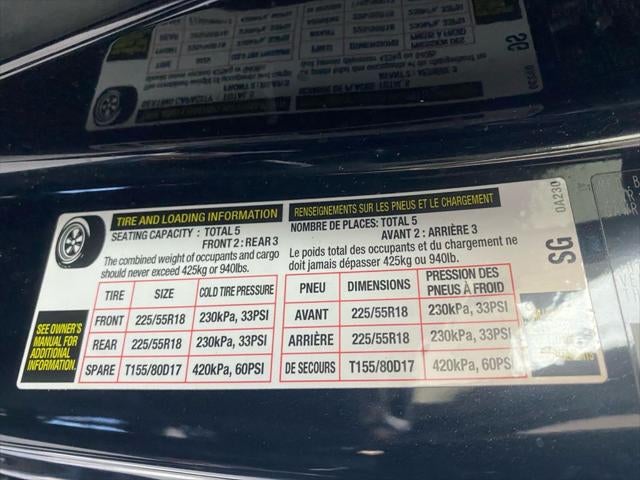 TIRE AND LOADING INFORMATION
SEATING CAPACITY : TOTAL 5
FRONT 2 : REAR 3
The combined weight of occupants and cargo
should never exceed 425kg or 940lbs.
SEE OWNER'S
MANUAL FOR
ADDITIONAL
INFORMATION.
TIRE SIZE COLD TIRE PRESSURE
FRONT 225/55R18 230kPa, 33PSI
REAR 225/55R18 230kPa, 33PSI
SPARE T155/80D17 420kPa, 60PSI
RENSEIGNEMENTS SUR LES PNEUS ET LE CHARGEMENT
NOMBRE DE PLACES: TOTAL 5
AVANT 2 : ARRIÈRE 3
Le poids total des occupants et du chargement ne
doit jamais dépasser 425kg ou 940lb.
PNEU DIMENSIONS PRESSION DES
PNEUS À FROID
AVANT 225/55R18 230kPa, 33PSI
ARRIÈRE 225/55R18 230kPa, 33PSI
DE SECOURS T155/80D17 420kPa, 60PSI
SG
0A230